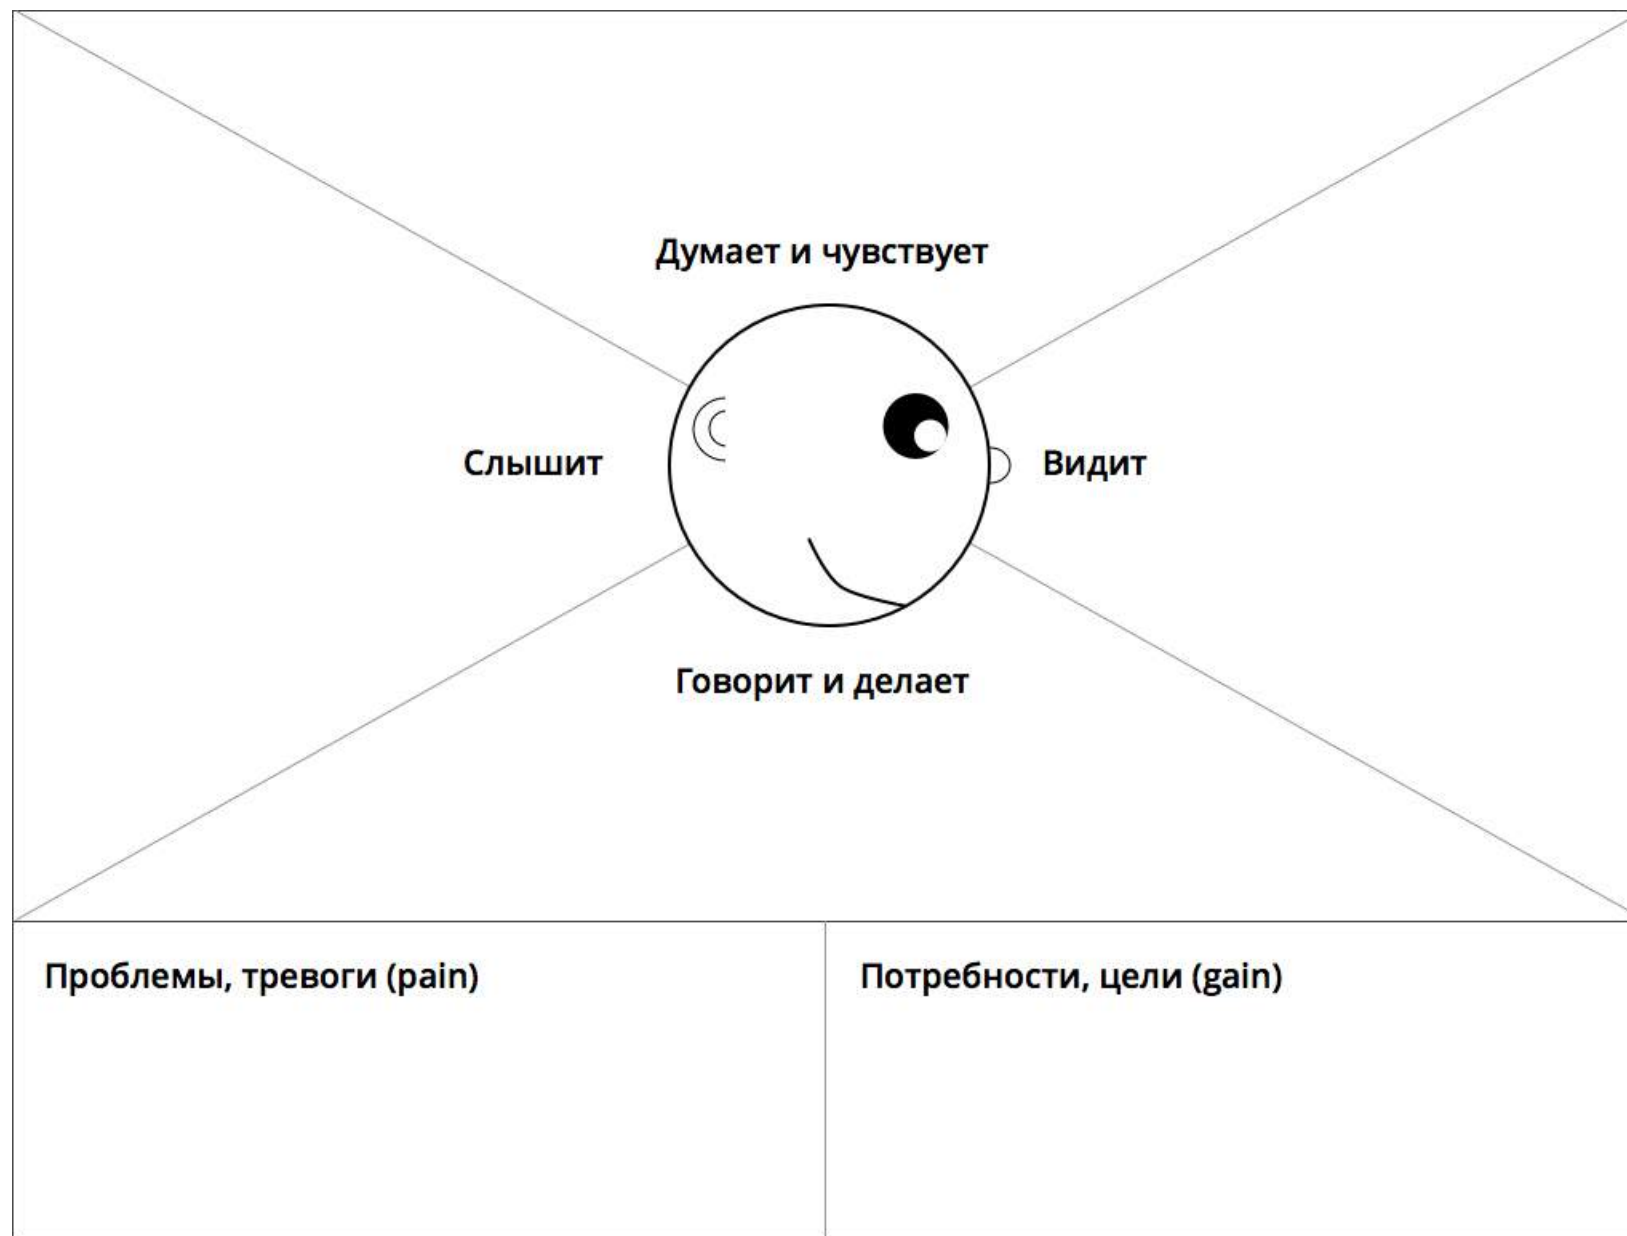 Думает и чувствует
Слышит
Видит
Говорит и делает
Проблемы, тревоги (pain)
Потребности, цели (gain)